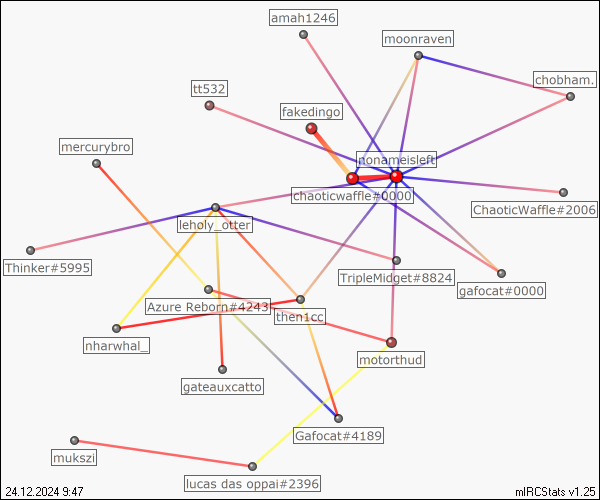 amah1246
moonraven
chobham.
tt532
fakedingo
mercurybro
nonameisleft
chaoticwaffle#0000
ChaoticWaffle#2006
leholy_otter
Thinker#5995
TripleMidget#8824
gafocat#0000
Azure Reborn#4243
then1cc
nharwhal_
motorthud
gateauxcatto
Gafocat#4189
mukszi
lucas das oppai#2396
24.12.2024 9:47
mIRCStats v1.25